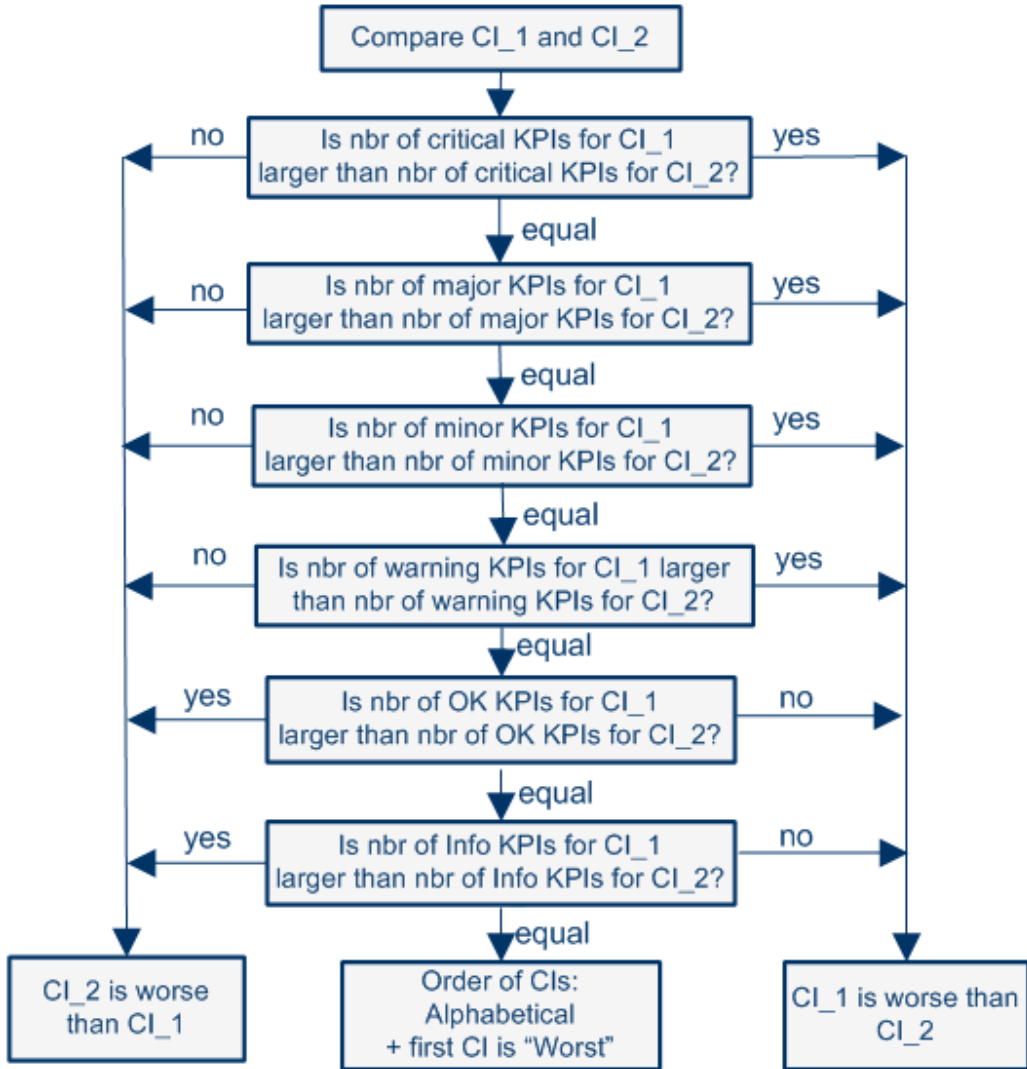 Compare CI_1 and CI_2
no
Is nbr of critical KPIs for CI_1
larger than nbr of critical KPIs for CI_2?
yes
equal
no
Is nbr of major KPIs for CI_1
larger than nbr of major KPIs for CI_2?
yes
equal
no
Is nbr of minor KPIs for CI_1
larger than nbr of minor KPIs for CI_2?
yes
equal
no
Is nbr of warning KPIs for CI_1 larger
than nbr of warning KPIs for CI_2?
yes
equal
yes
Is nbr of OK KPIs for CI_1
larger than nbr of OK KPIs for CI_2?
no
equal
yes
Is nbr of Info KPIs for CI_1
larger than nbr of Info KPIs for CI_2?
no
equal
CI_2 is worse
than CI_1
Order of CIs:
Alphabetical
+ first CI is “Worst”
CI_1 is worse than
CI_2